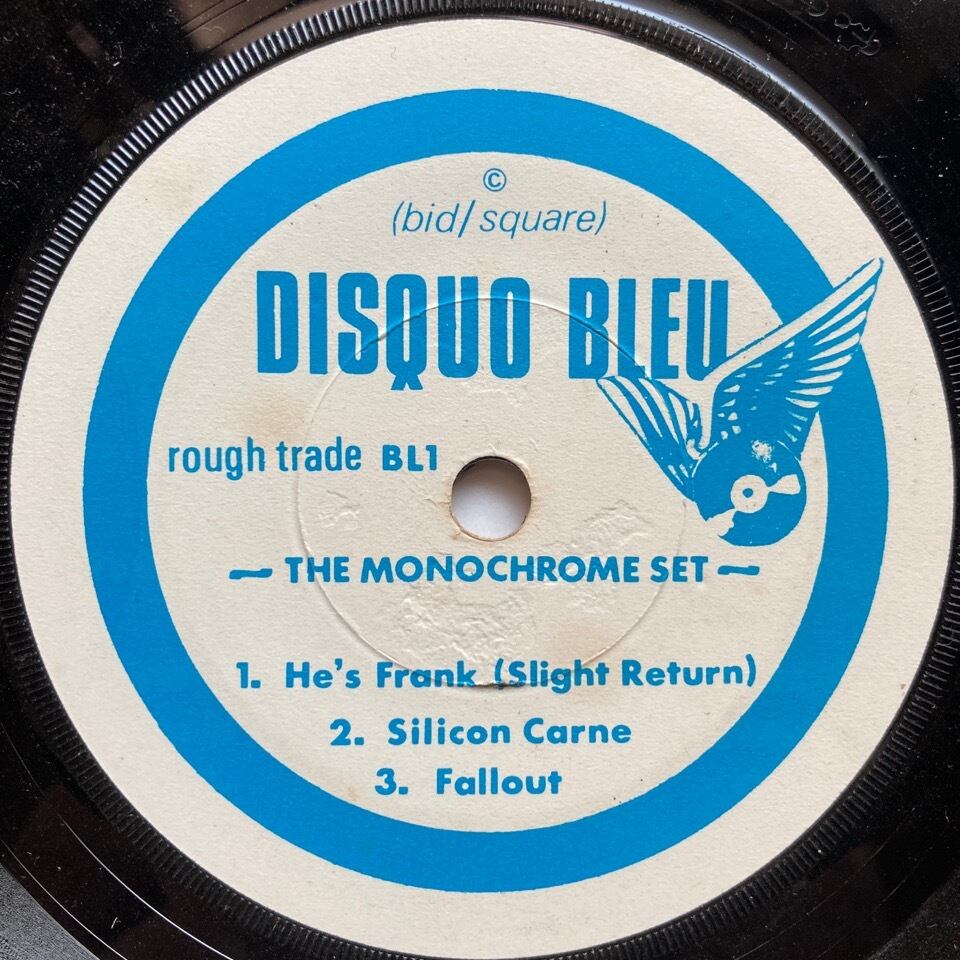 ©
(bid/square)
DISQUO BLEU
rough trade BL1
— THE MONOCHROME SET —
1. He's Frank (Slight Return)
2. Silicon Carne
3. Fallout